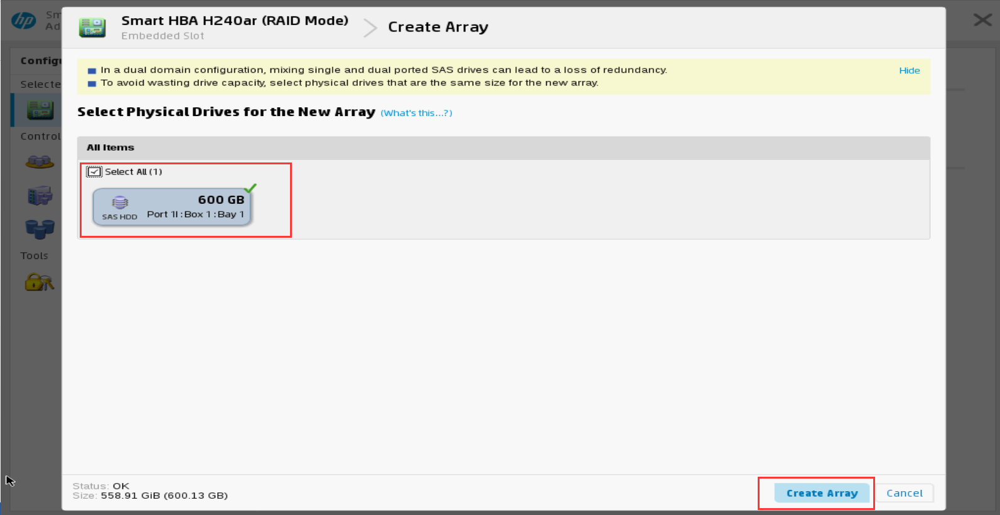 hp
Sm
Ad
Smart HBA H240ar (RAID Mode)
Embedded Slot
Create Array
In a dual domain configuration, mixing single and dual ported SAS drives can lead to a loss of redundancy.
To avoid wasting drive capacity, select physical drives that are the same size for the new array.
Hide
Select Physical Drives for the New Array (What's this...?)
All Items
Select All (1)
600 GB
SAS HDD
Port 1I : Box 1 : Bay 1
Configu
Selecte
Control
Tools
Status: OK
Size: 558.91 GiB (600.13 GB)
Create Array
Cancel